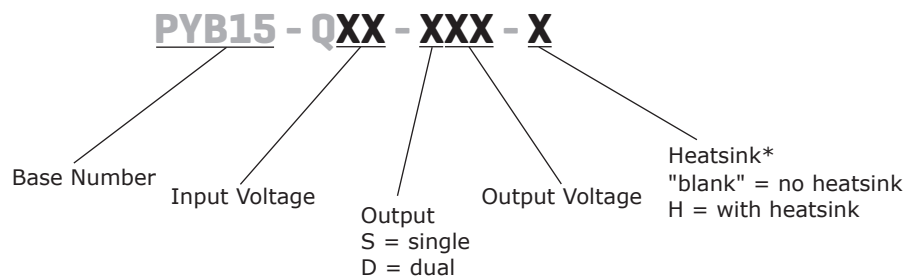 PYB15 - QXX - XXX - X
Base Number
Input Voltage
Output
S = single
D = dual
Output Voltage
Heatsink*
"blank" = no heatsink
H = with heatsink